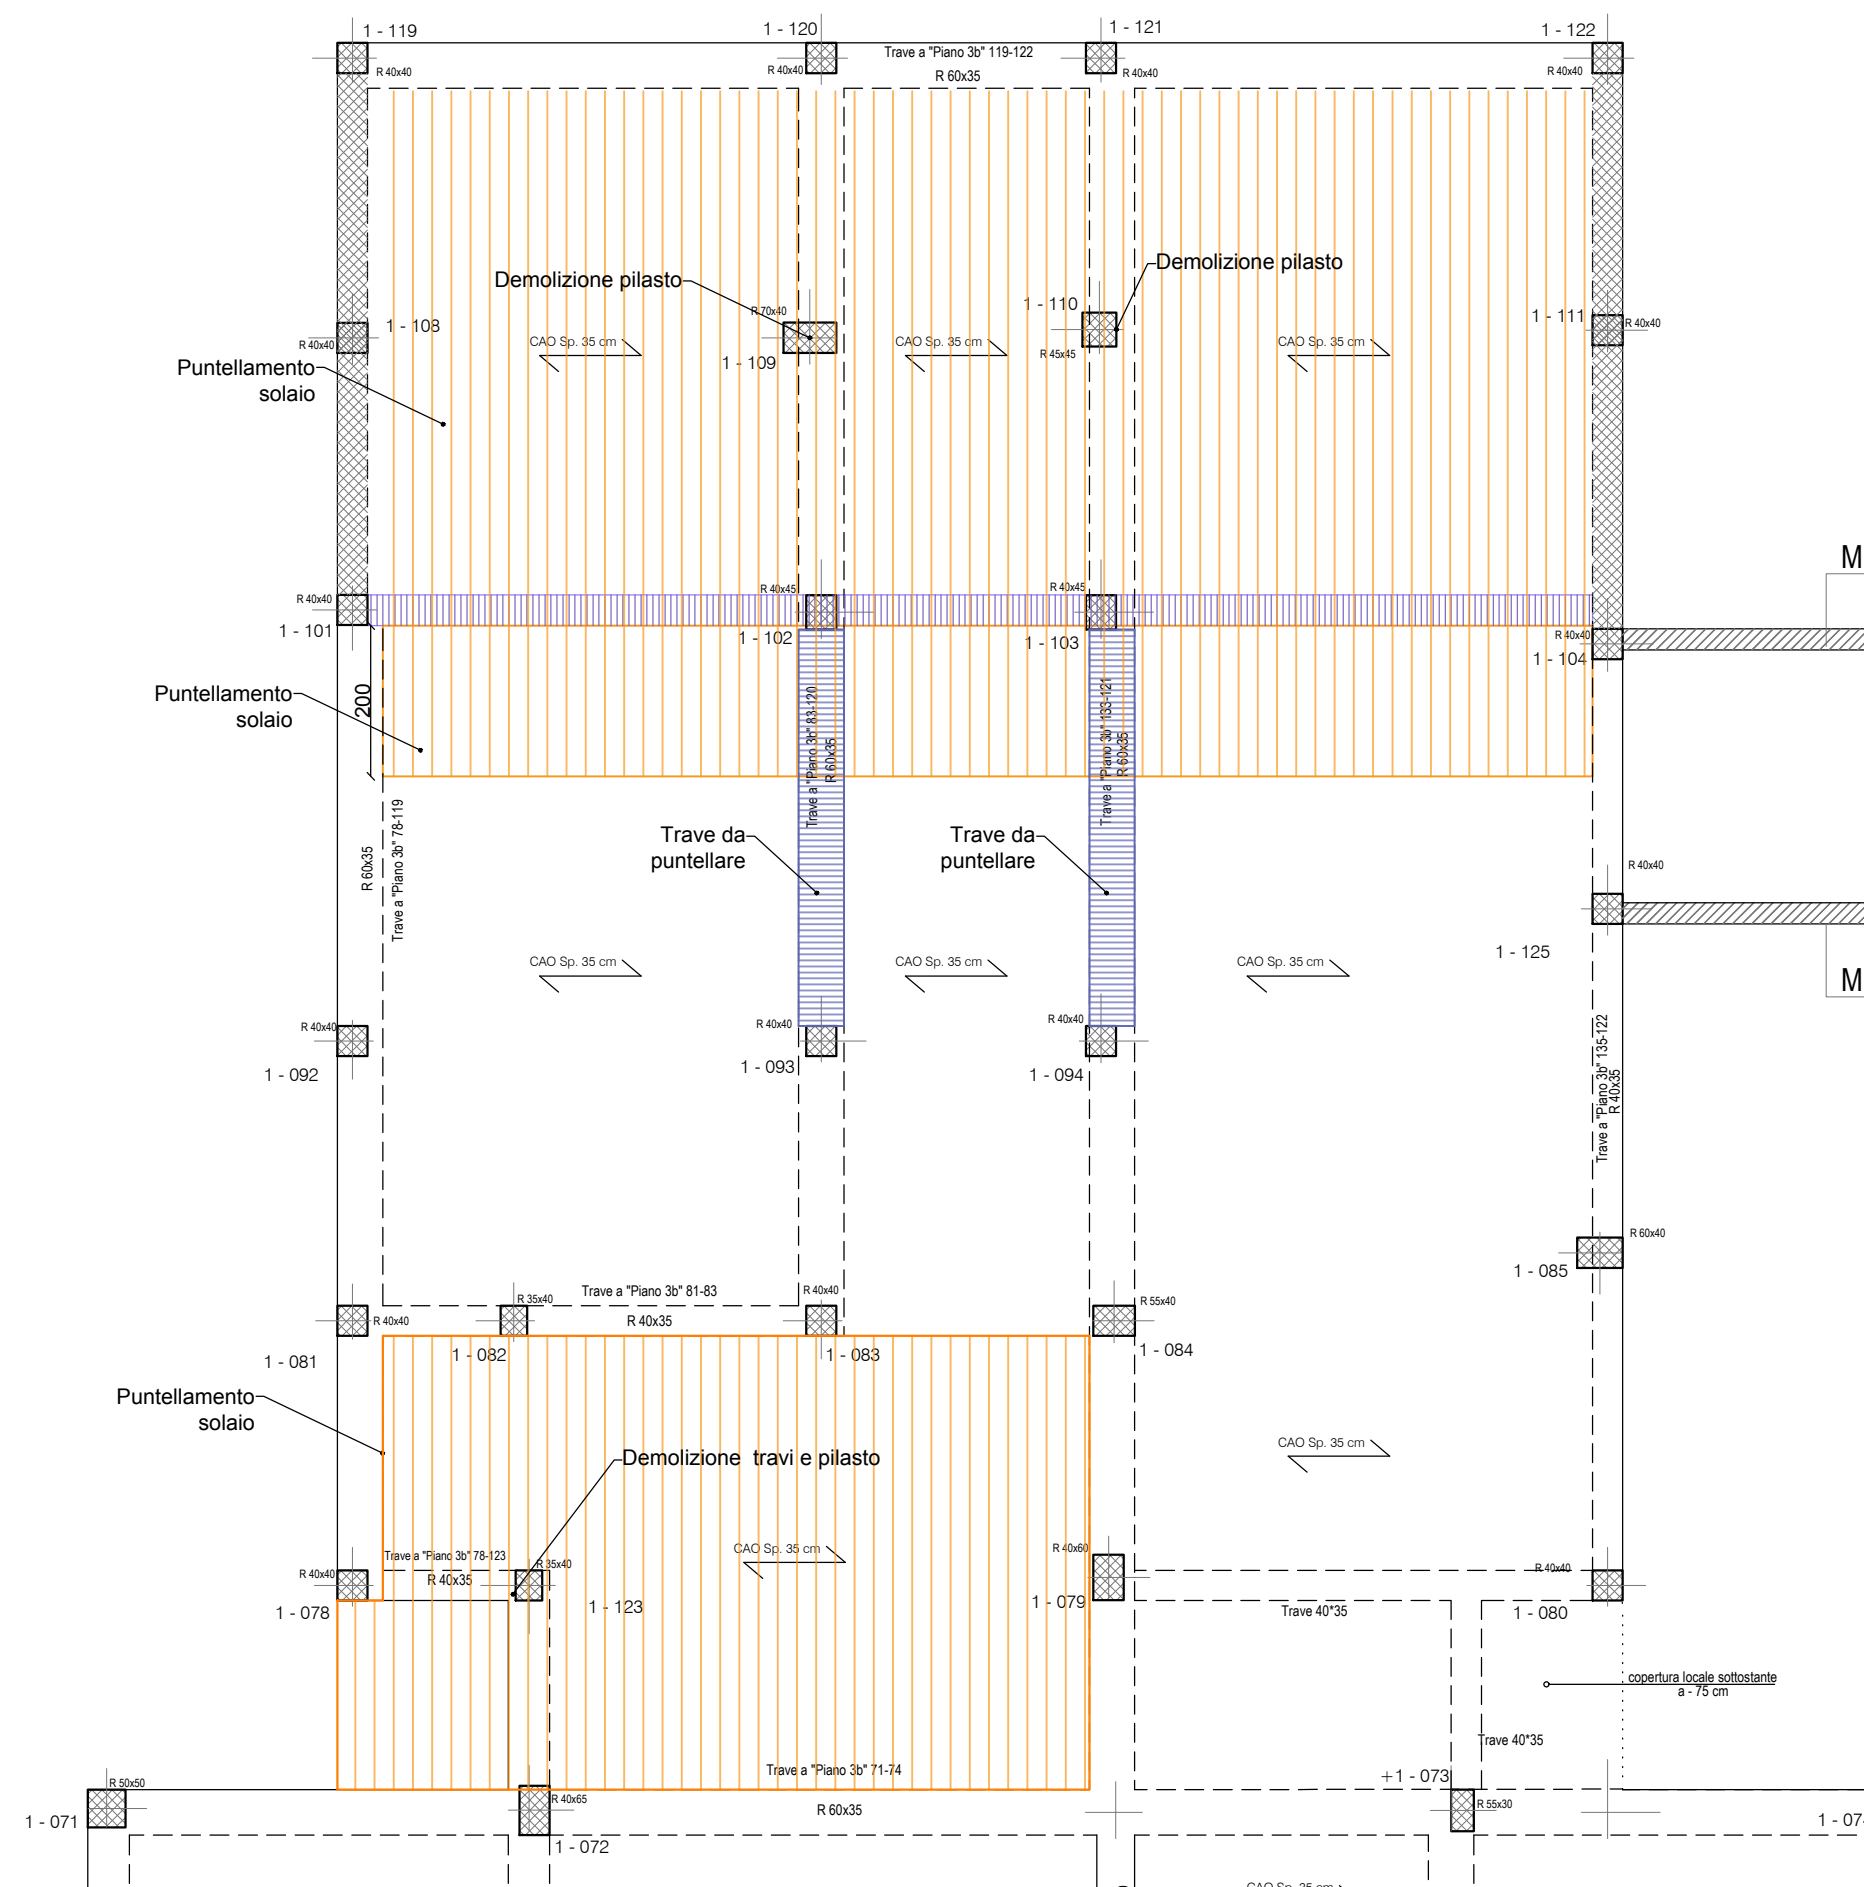 1 - 119
1 - 120
1 - 121
1 - 122
Trave a "Piano 3b" 119-122
R 60x35
R 40x40
R 40x40
R 40x40
R 40x40
Demolizione pilasto
Demolizione pilasto
R 70x40
1 - 110
1 - 108
R 40x40
1 - 109
CAO Sp. 35 cm
CAO Sp. 35 cm
R 45x45
CAO Sp. 35 cm
1 - 111
R 40x40
Puntellamento
solaio
M
R 40x40
R 40x45
R 40x45
1 - 101
1 - 102
1 - 103
R 40x40
1 - 104
Puntellamento
solaio
200
Trave a "Piano 3b" 83-120
R 60x35
Trave a "Piano 3b" 133-121
R 60x35
R 60x35
Trave a "Piano 3b" 78-119
Trave da
puntellare
Trave da
puntellare
R 40x40
1 - 125
CAO Sp. 35 cm
CAO Sp. 35 cm
CAO Sp. 35 cm
M
R 40x40
R 40x40
R 40x40
1 - 092
1 - 093
1 - 094
Trave a "Piano 3b" 135-122
R 40x35
R 60x40
1 - 085
Trave a "Piano 3b" 81-83
R 40x35
R 40x40
R 35x40
R 40x40
R 55x40
1 - 081
1 - 082
1 - 083
1 - 084
Puntellamento
solaio
Demolizione travi e pilasto
CAO Sp. 35 cm
CAO Sp. 35 cm
Trave a "Piano 3b" 78-123
R 40x35
R 40x40
R 35x40
R 40x60
R 40x40
1 - 078
1 - 123
1 - 079
Trave 40*35
1 - 080
copertura locale sottostante
a - 75 cm
Trave 40*35
Trave a "Piano 3b" 71-74
R 60x35
+1 - 073
R 50x50
R 40x65
R 55x30
1 - 071
1 - 072